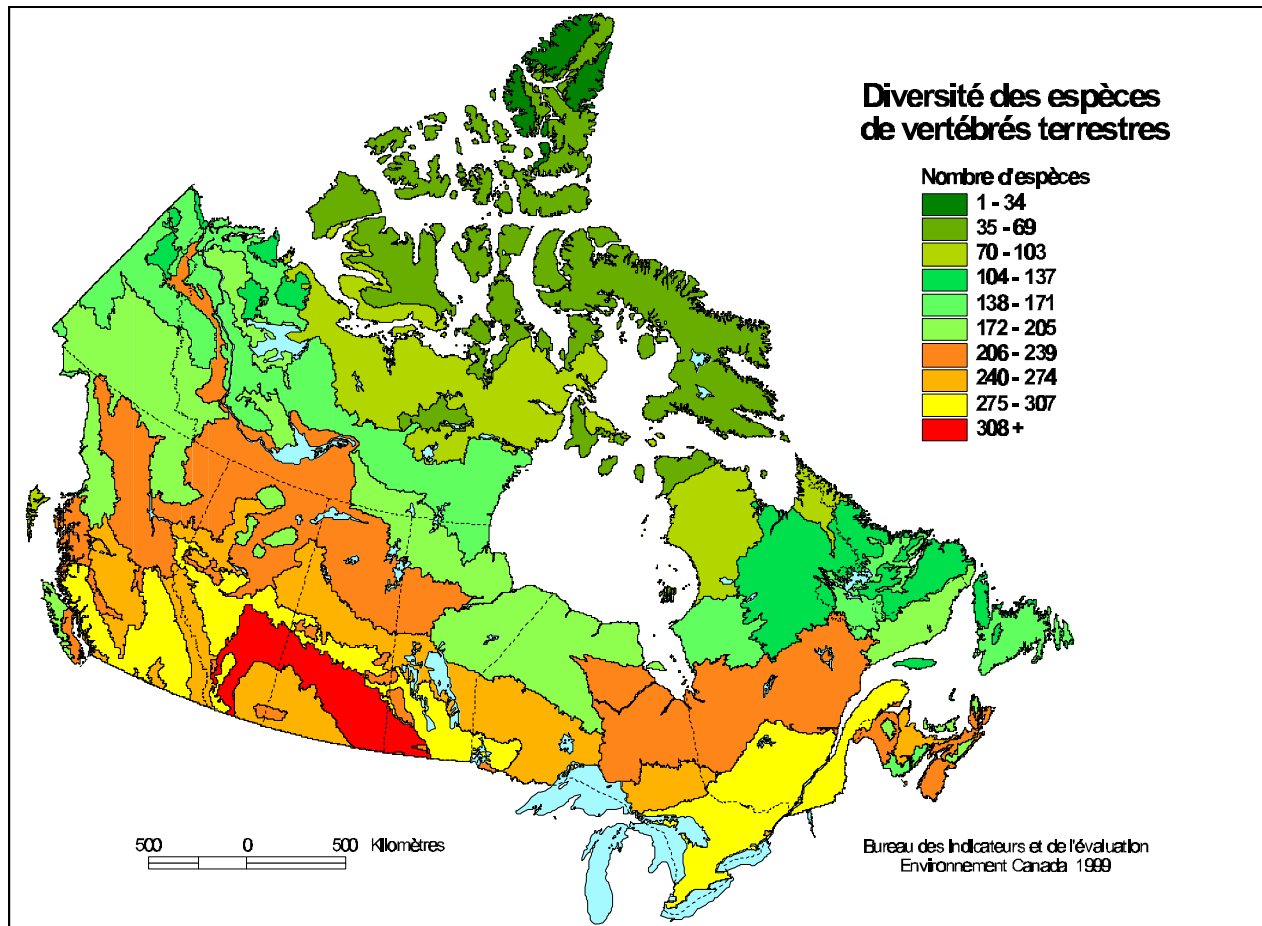 Diversité des espèces
de vertébrés terrestres
Nombre d'espèces
1 - 34
35 - 69
70 - 103
104 - 137
138 - 171
172 - 205
206 - 239
240 - 274
275 - 307
308 +
500 0 500 Kilomètres
Bureau des Indicateurs et de l'évaluation
Environnement Canada 1999